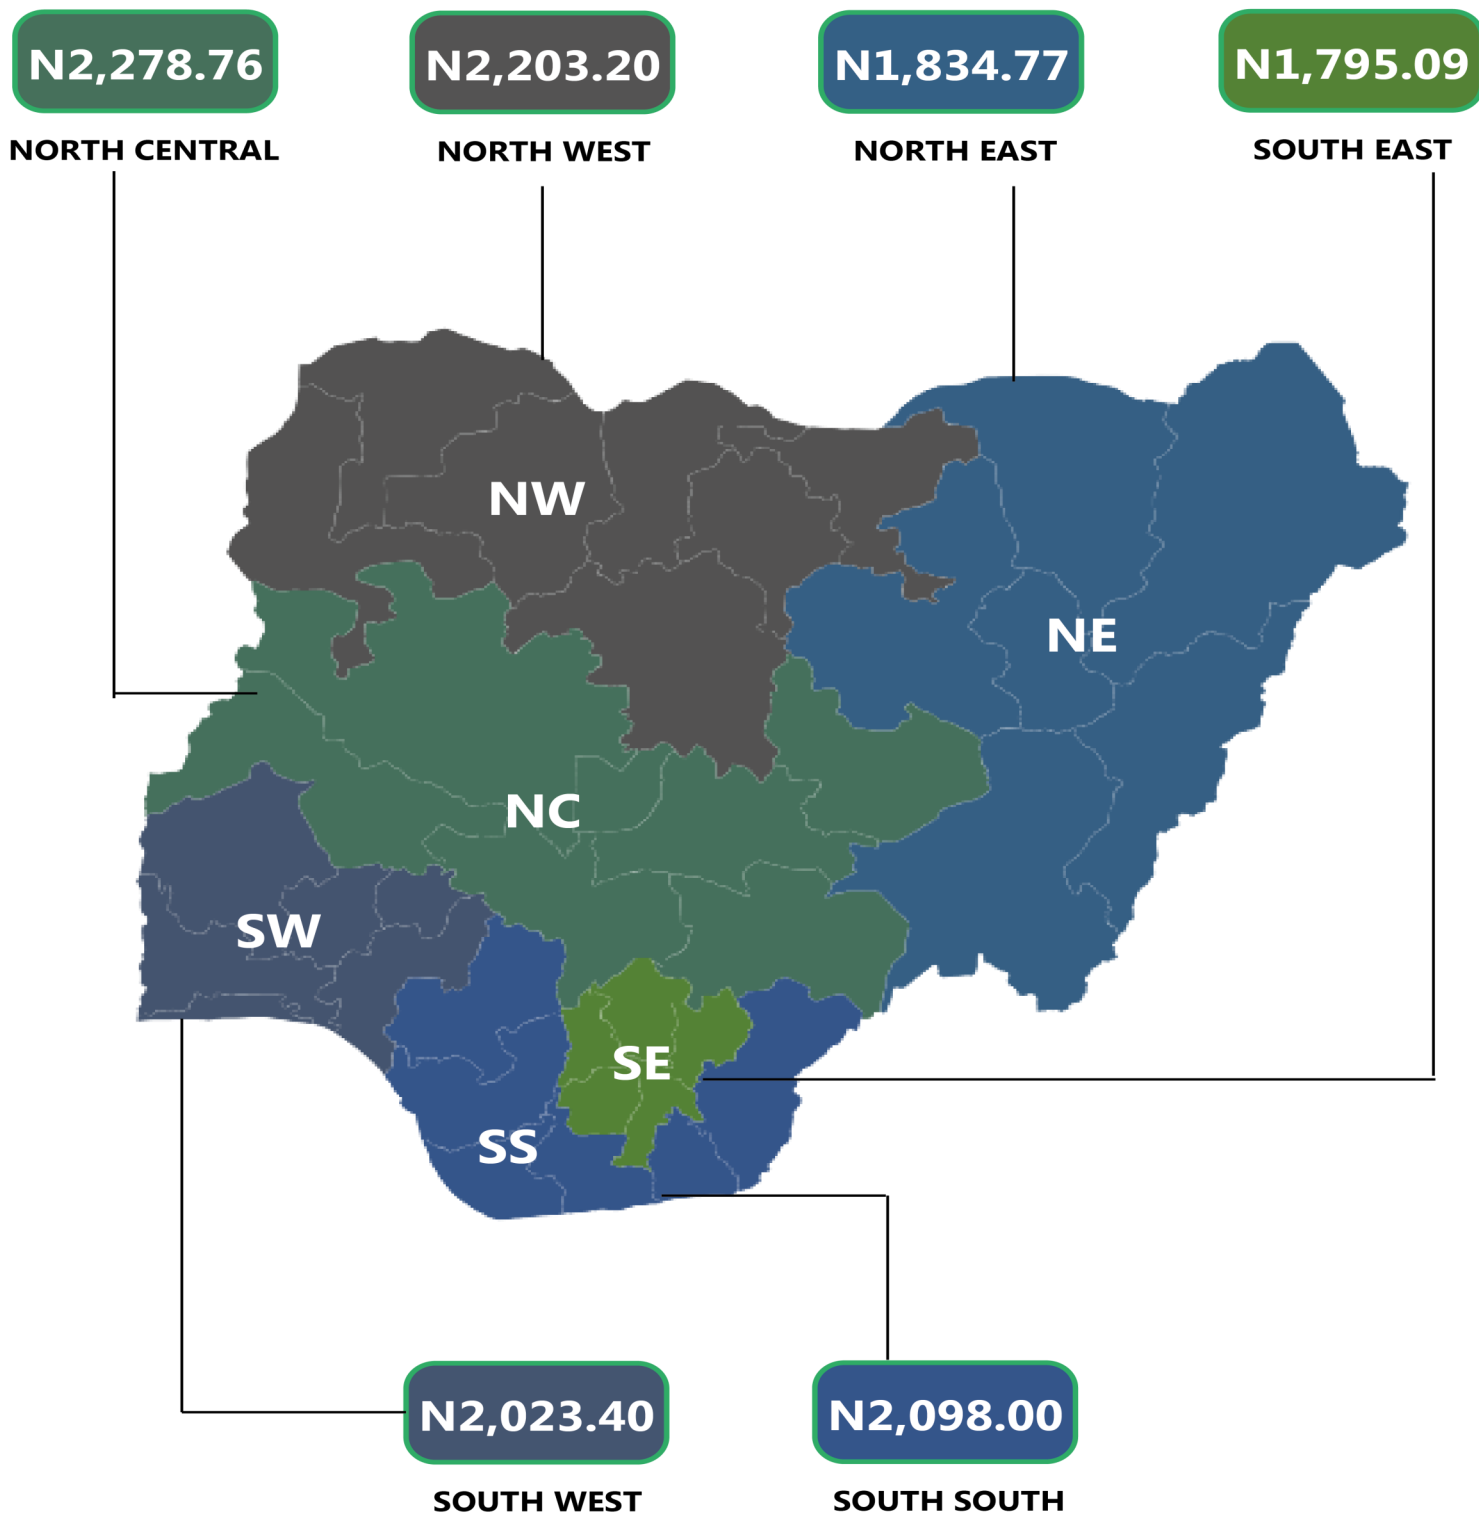 N2,278.76
N2,203.20
N1,834.77
N1,795.09
NORTH CENTRAL
NORTH WEST
NORTH EAST
SOUTH EAST
NW
NE
NC
SW
SE
SS
N2,023.40
N2,098.00
SOUTH WEST
SOUTH SOUTH